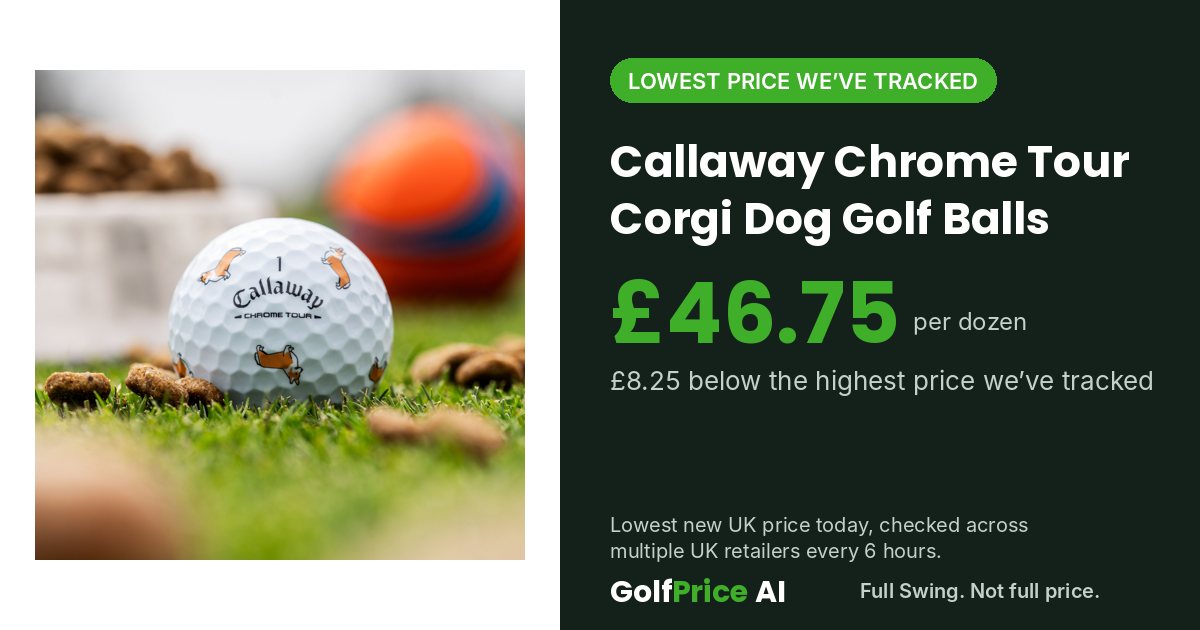 1
Callaway
CHROME TOUR
LOWEST PRICE WE’VE TRACKED
Callaway Chrome Tour
Corgi Dog Golf Balls
£46.75 per dozen
£8.25 below the highest price we’ve tracked
Lowest new UK price today, checked across
multiple UK retailers every 6 hours.
GolfPrice AI
Full Swing. Not full price.